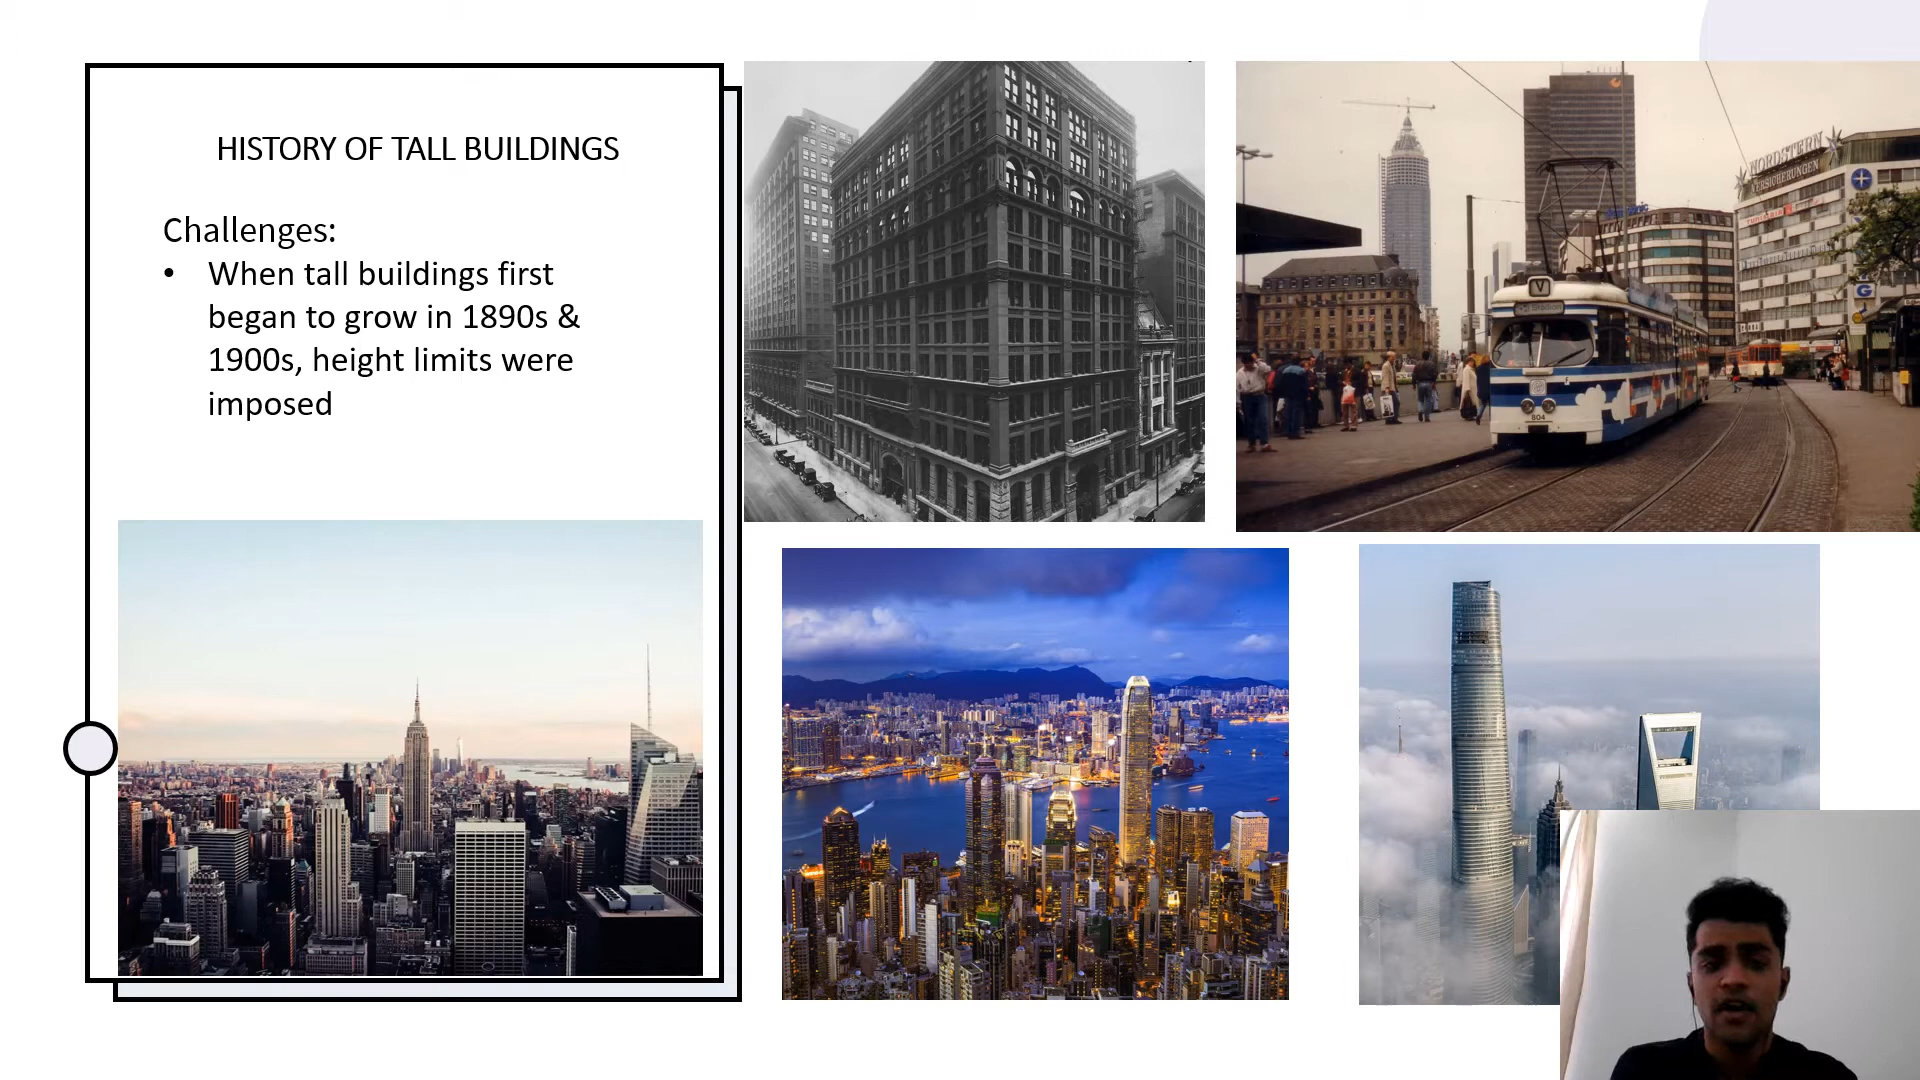 HISTORY OF TALL BUILDINGS
Challenges:
• When tall buildings first
began to grow in 1890s &
1900s, height limits were
imposed
NORDSTERN
VERSICHERUNGEN
V
G
804